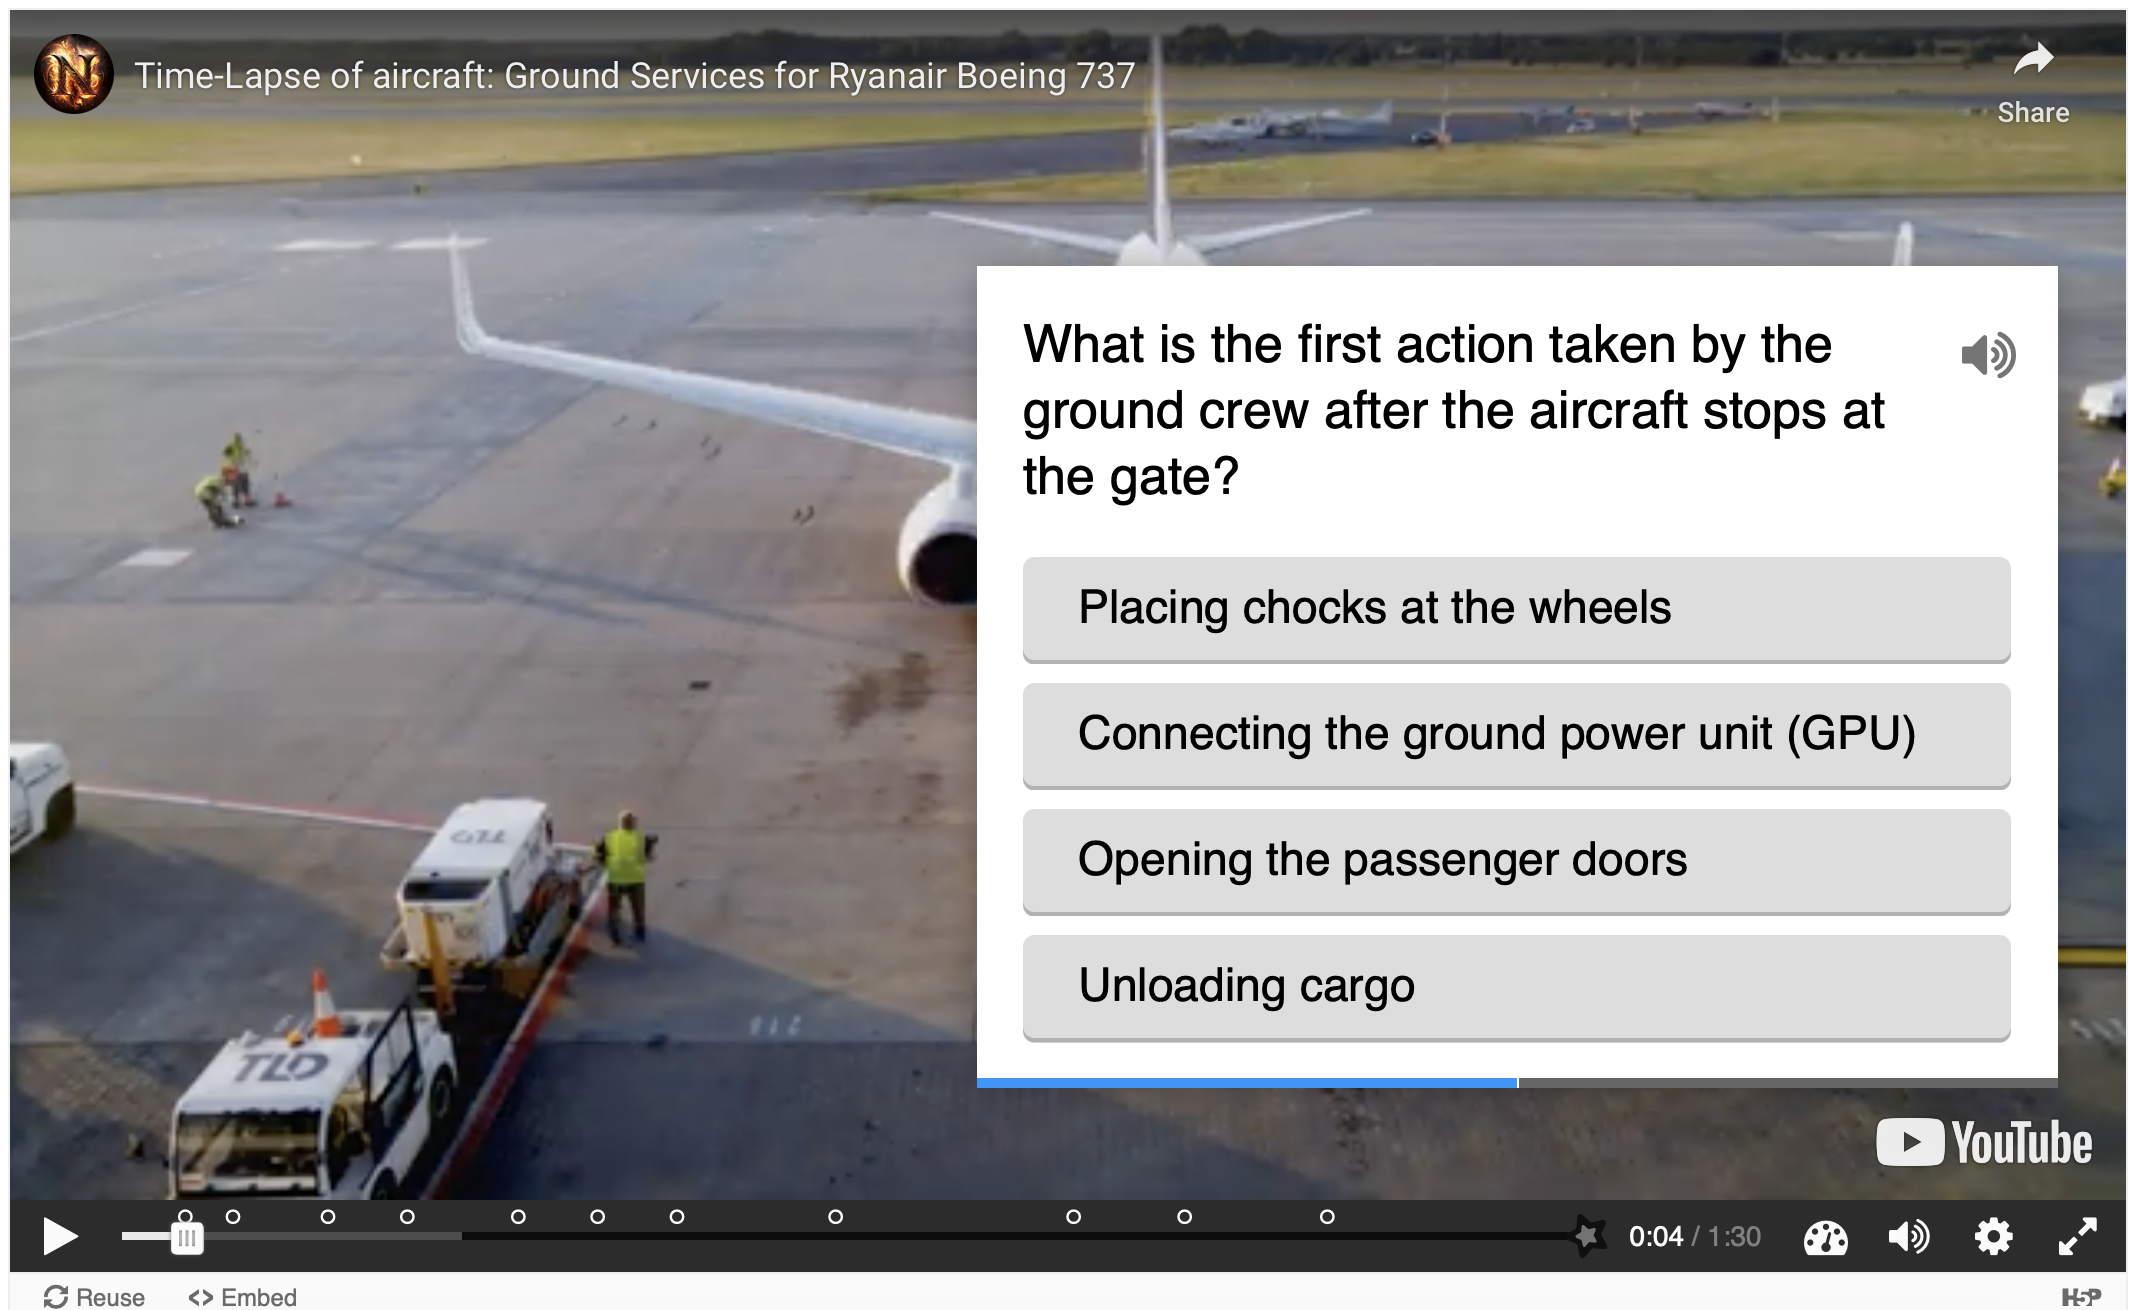 N
Time-Lapse of aircraft: Ground Services for Ryanair Boeing 737
Share
What is the first action taken by the
ground crew after the aircraft stops at
the gate?
Placing chocks at the wheels
Connecting the ground power unit (GPU)
Opening the passenger doors
Unloading cargo
TLD
YouTube
0:04 / 1:30
Reuse
<> Embed
H5P